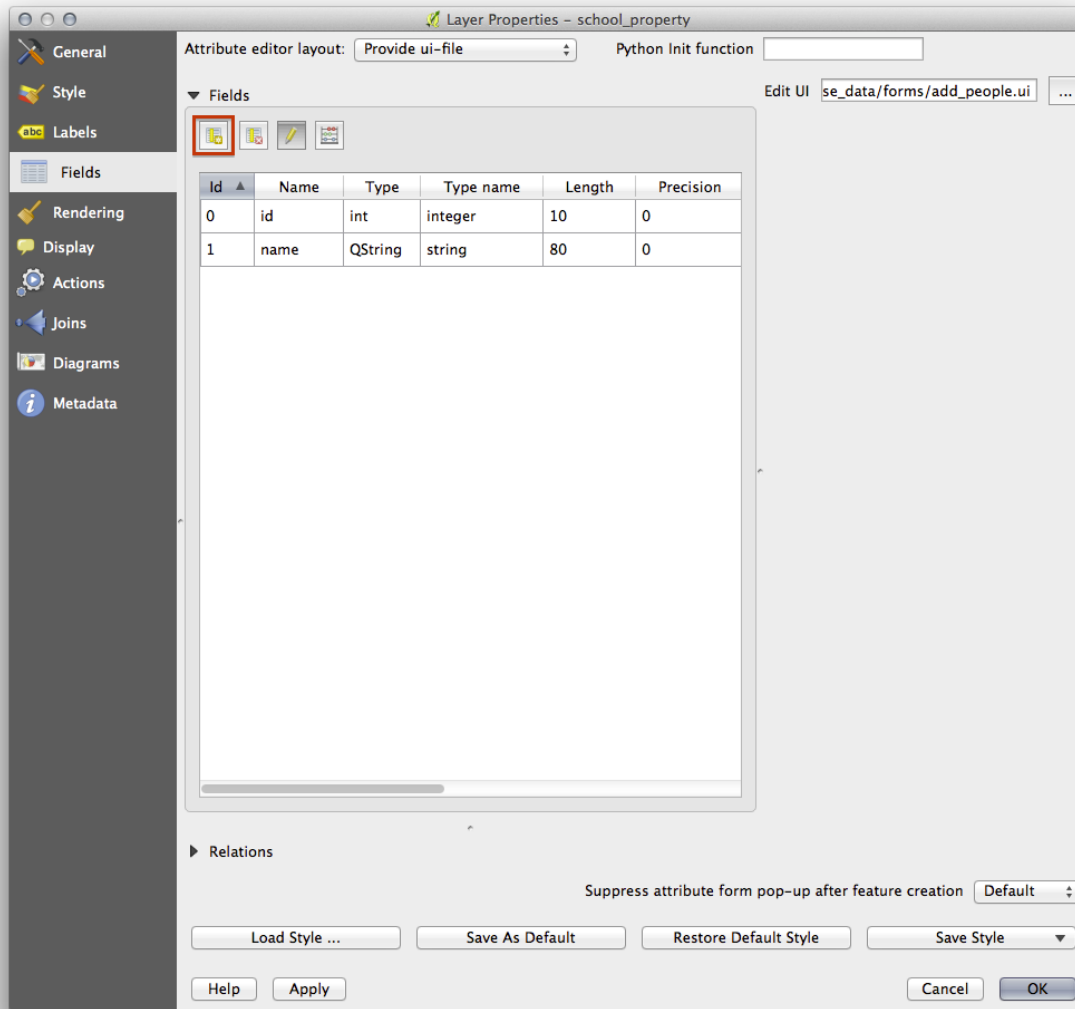 Layer Properties - school_property
General
Style
abc Labels
Fields
Rendering
Display
Actions
Joins
Diagrams
i Metadata
Attribute editor layout: Provide ui-file Python Init function
Fields
Edit UI se_data/forms/add_people.ui ...
Id Name Type Type name Length Precision
0 id int integer 10 0
1 name QString string 80 0
Relations
Suppress attribute form pop-up after feature creation Default
Load Style ... Save As Default Restore Default Style Save Style
Help Apply Cancel OK